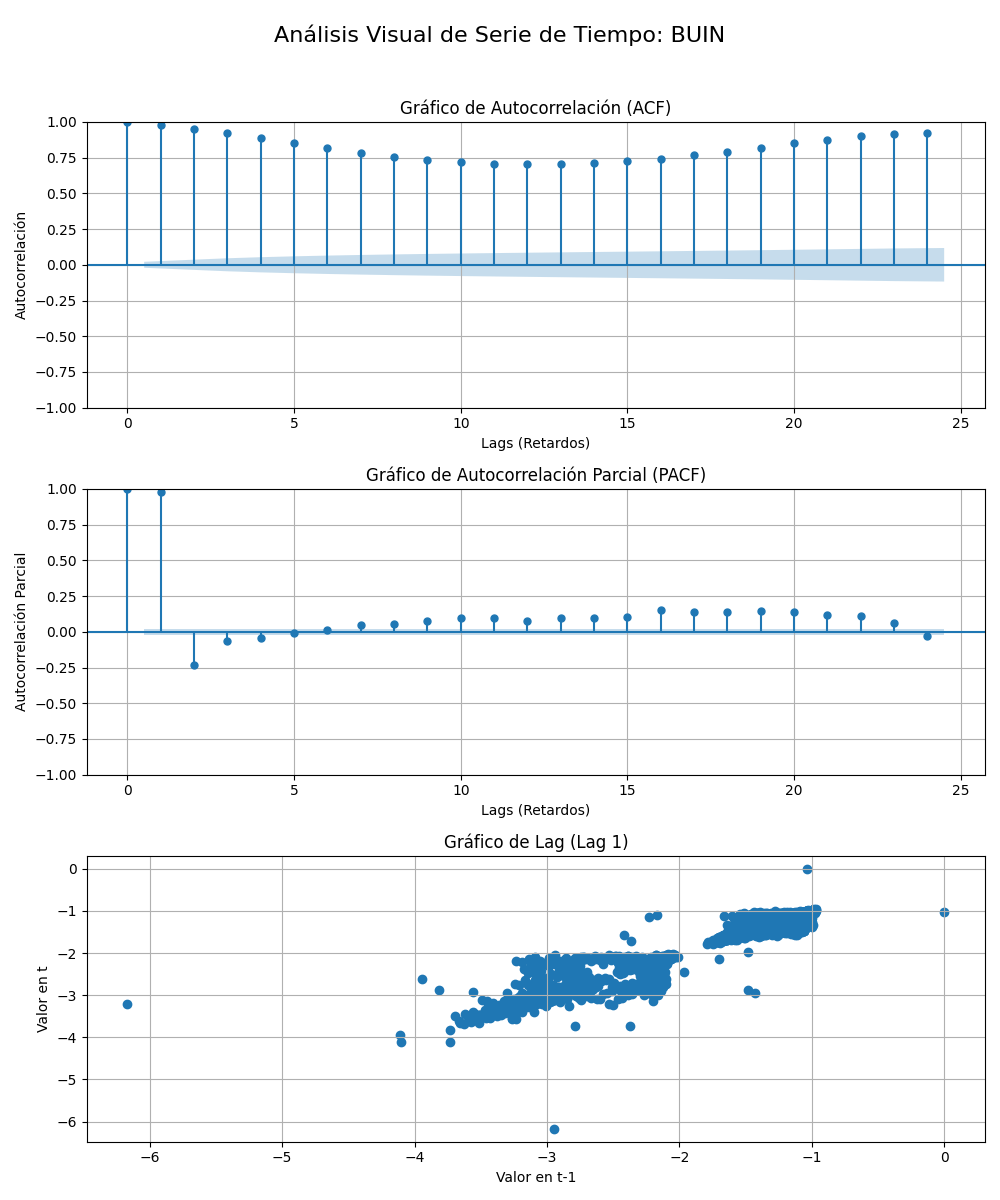 Análisis Visual de Serie de Tiempo: BUIN
Gráfico de Autocorrelación (ACF)
1.00
0.75
0.50
0.25
0.00
−0.25
−0.50
−0.75
−1.00
Autocorrelación
0 5 10 15 20 25
Lags (Retardos)
Gráfico de Autocorrelación Parcial (PACF)
1.00
0.75
0.50
0.25
0.00
−0.25
−0.50
−0.75
−1.00
Autocorrelación Parcial
0 5 10 15 20 25
Lags (Retardos)
Gráfico de Lag (Lag 1)
0
−1
−2
−3
−4
−5
−6
Valor en t
−6 −5 −4 −3 −2 −1 0
Valor en t-1